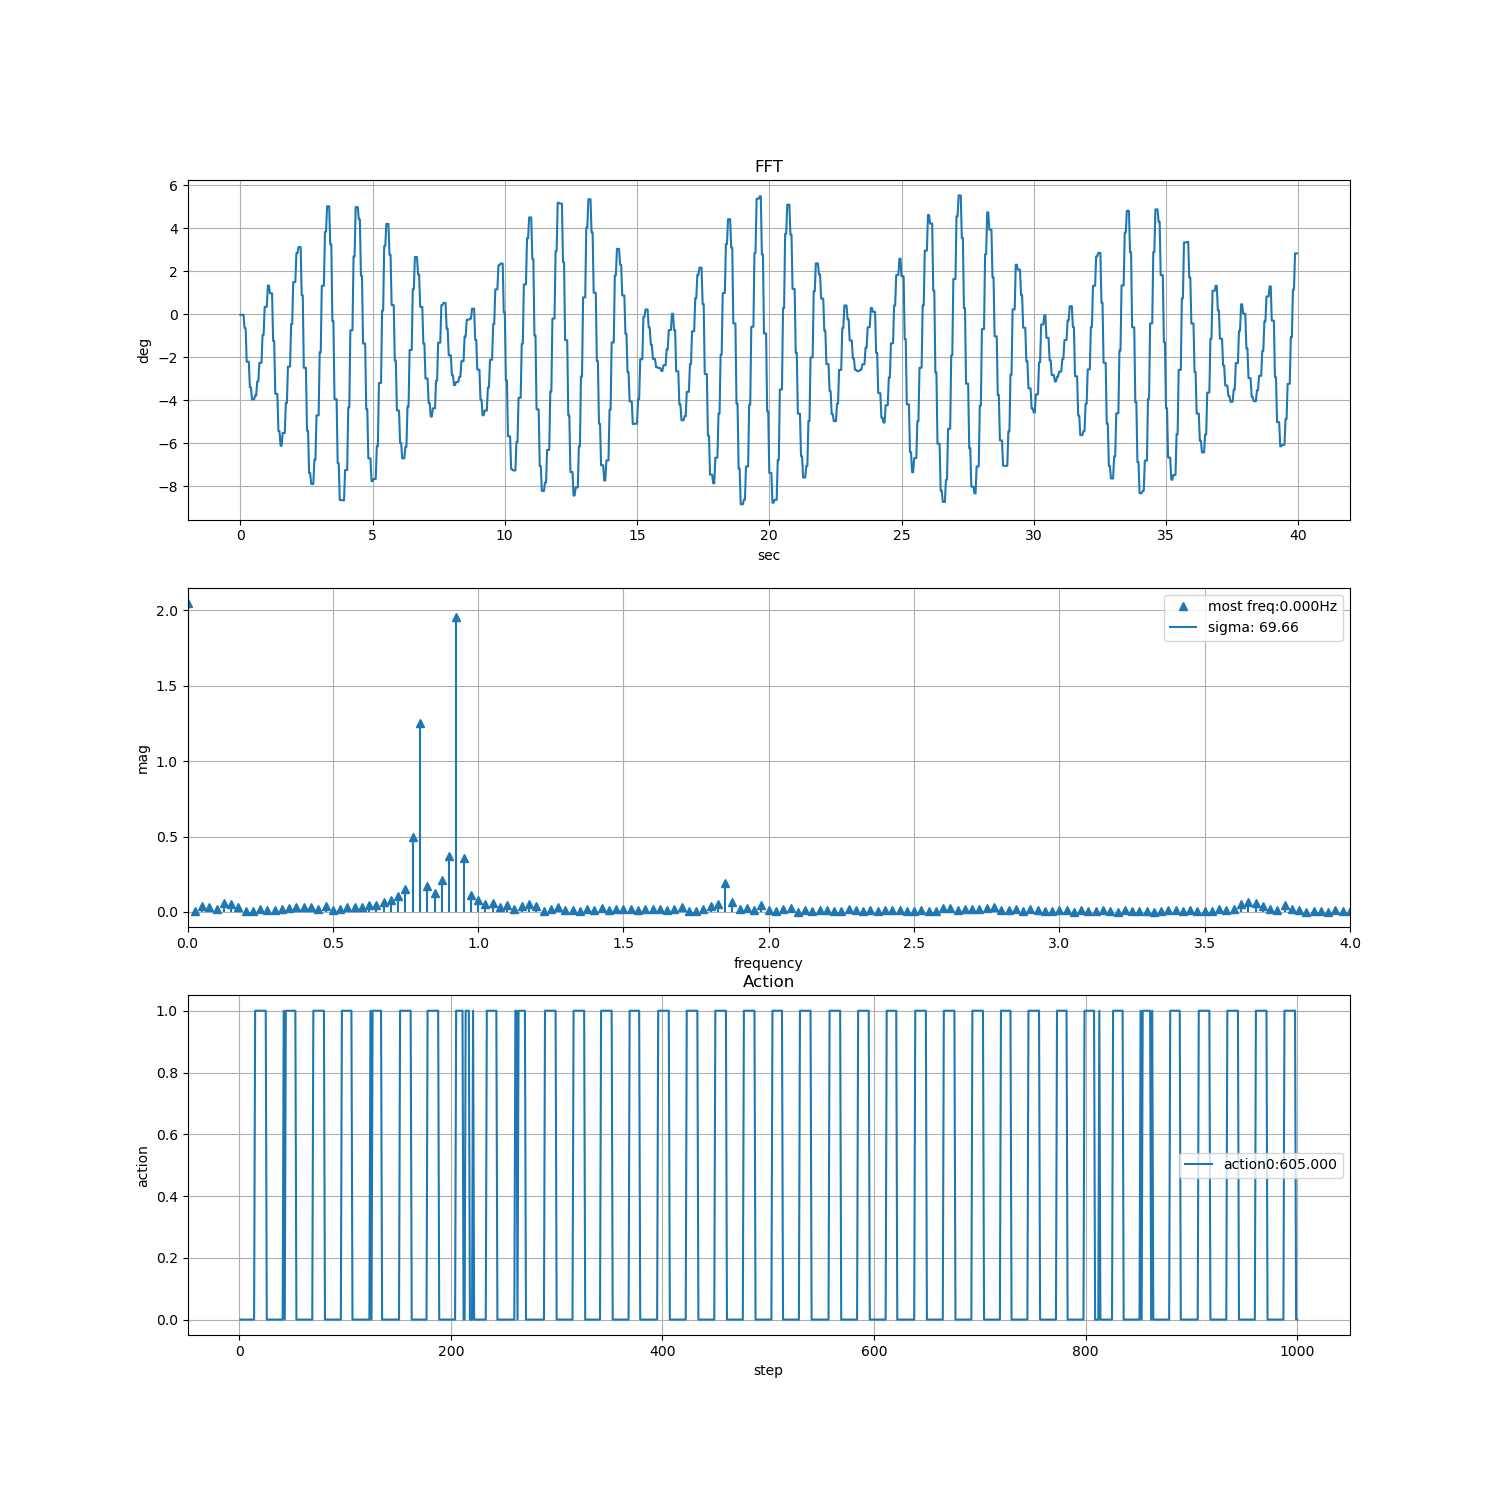 FFT
6
4
2
0
−2
−4
−6
−8
deg
0 5 10 15 20 25 30 35 40
sec
2.0
1.5
1.0
0.5
0.0
mag
most freq:0.000Hz
sigma: 69.66
0.0 0.5 1.0 1.5 2.0 2.5 3.0 3.5 4.0
frequency
Action
1.0
0.8
0.6
0.4
0.2
0.0
action
action0:605.000
0 200 400 600 800 1000
step